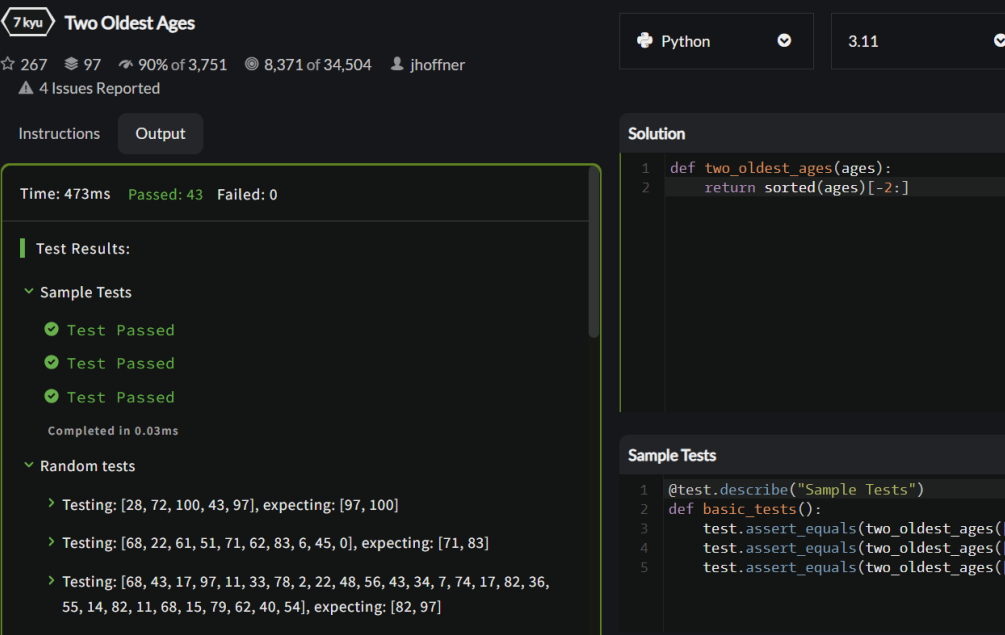 7 kyu Two Oldest Ages
267 97 90% of 3,751 8,371 of 34,504 jhoffner
4 Issues Reported
Instructions Output
Time: 473ms Passed: 43 Failed: 0
Test Results:
Sample Tests
Test Passed
Test Passed
Test Passed
Completed in 0.03ms
Random tests
Testing: [28, 72, 100, 43, 97], expecting: [97, 100]
Testing: [68, 22, 61, 51, 71, 62, 83, 6, 45, 0], expecting: [71, 83]
Testing: [68, 43, 17, 97, 11, 33, 78, 2, 22, 48, 56, 43, 34, 7, 74, 17, 82, 36,
55, 14, 82, 11, 68, 15, 79, 62, 40, 54], expecting: [82, 97]
Python 3.11
Solution
1 def two_oldest_ages(ages):
2 return sorted(ages)[-2:]
Sample Tests
1 @test.describe("Sample Tests")
2 def basic_tests():
3 test.assert_equals(two_oldest_ages(
4 test.assert_equals(two_oldest_ages(
5 test.assert_equals(two_oldest_ages(